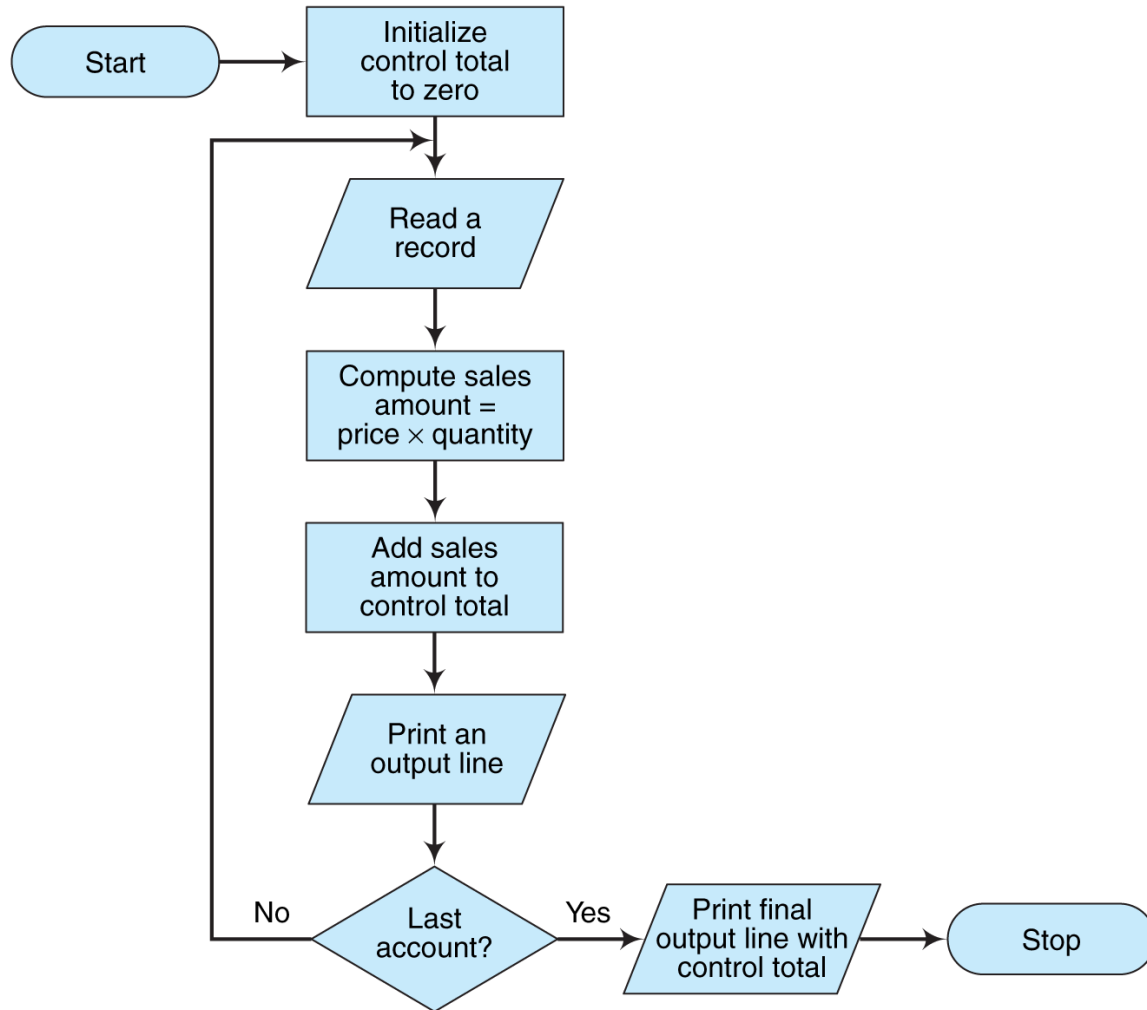 Start
Initialize
control total
to zero
Read a
record
Compute sales
amount =
price × quantity
Add sales
amount to
control total
Print an
output line
Last
account?
No
Yes
Print final
output line with
control total
Stop